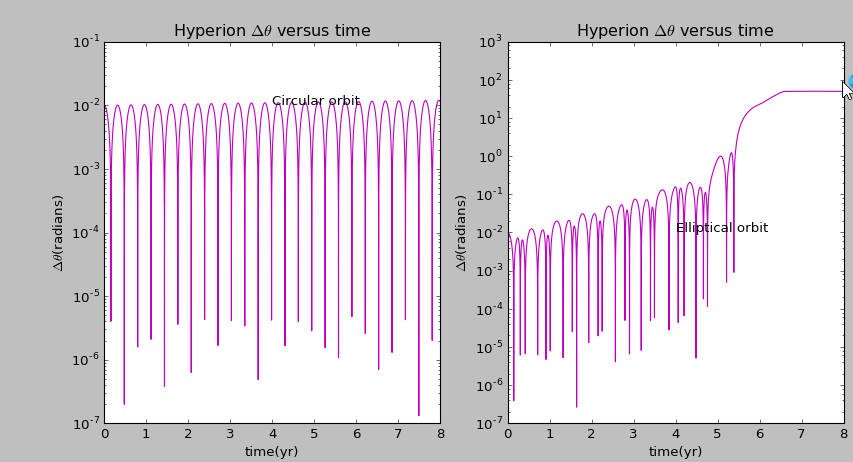 Hyperion Δθ versus time
Δθ(radians)
10^-1
10^-2
10^-3
10^-4
10^-5
10^-6
10^-7
Circular orbit
0 1 2 3 4 5 6 7 8
time(yr)
Hyperion Δθ versus time
Δθ(radians)
10^3
10^2
10^1
10^0
10^-1
10^-2
10^-3
10^-4
10^-5
10^-6
10^-7
Elliptical orbit
0 1 2 3 4 5 6 7 8
time(yr)